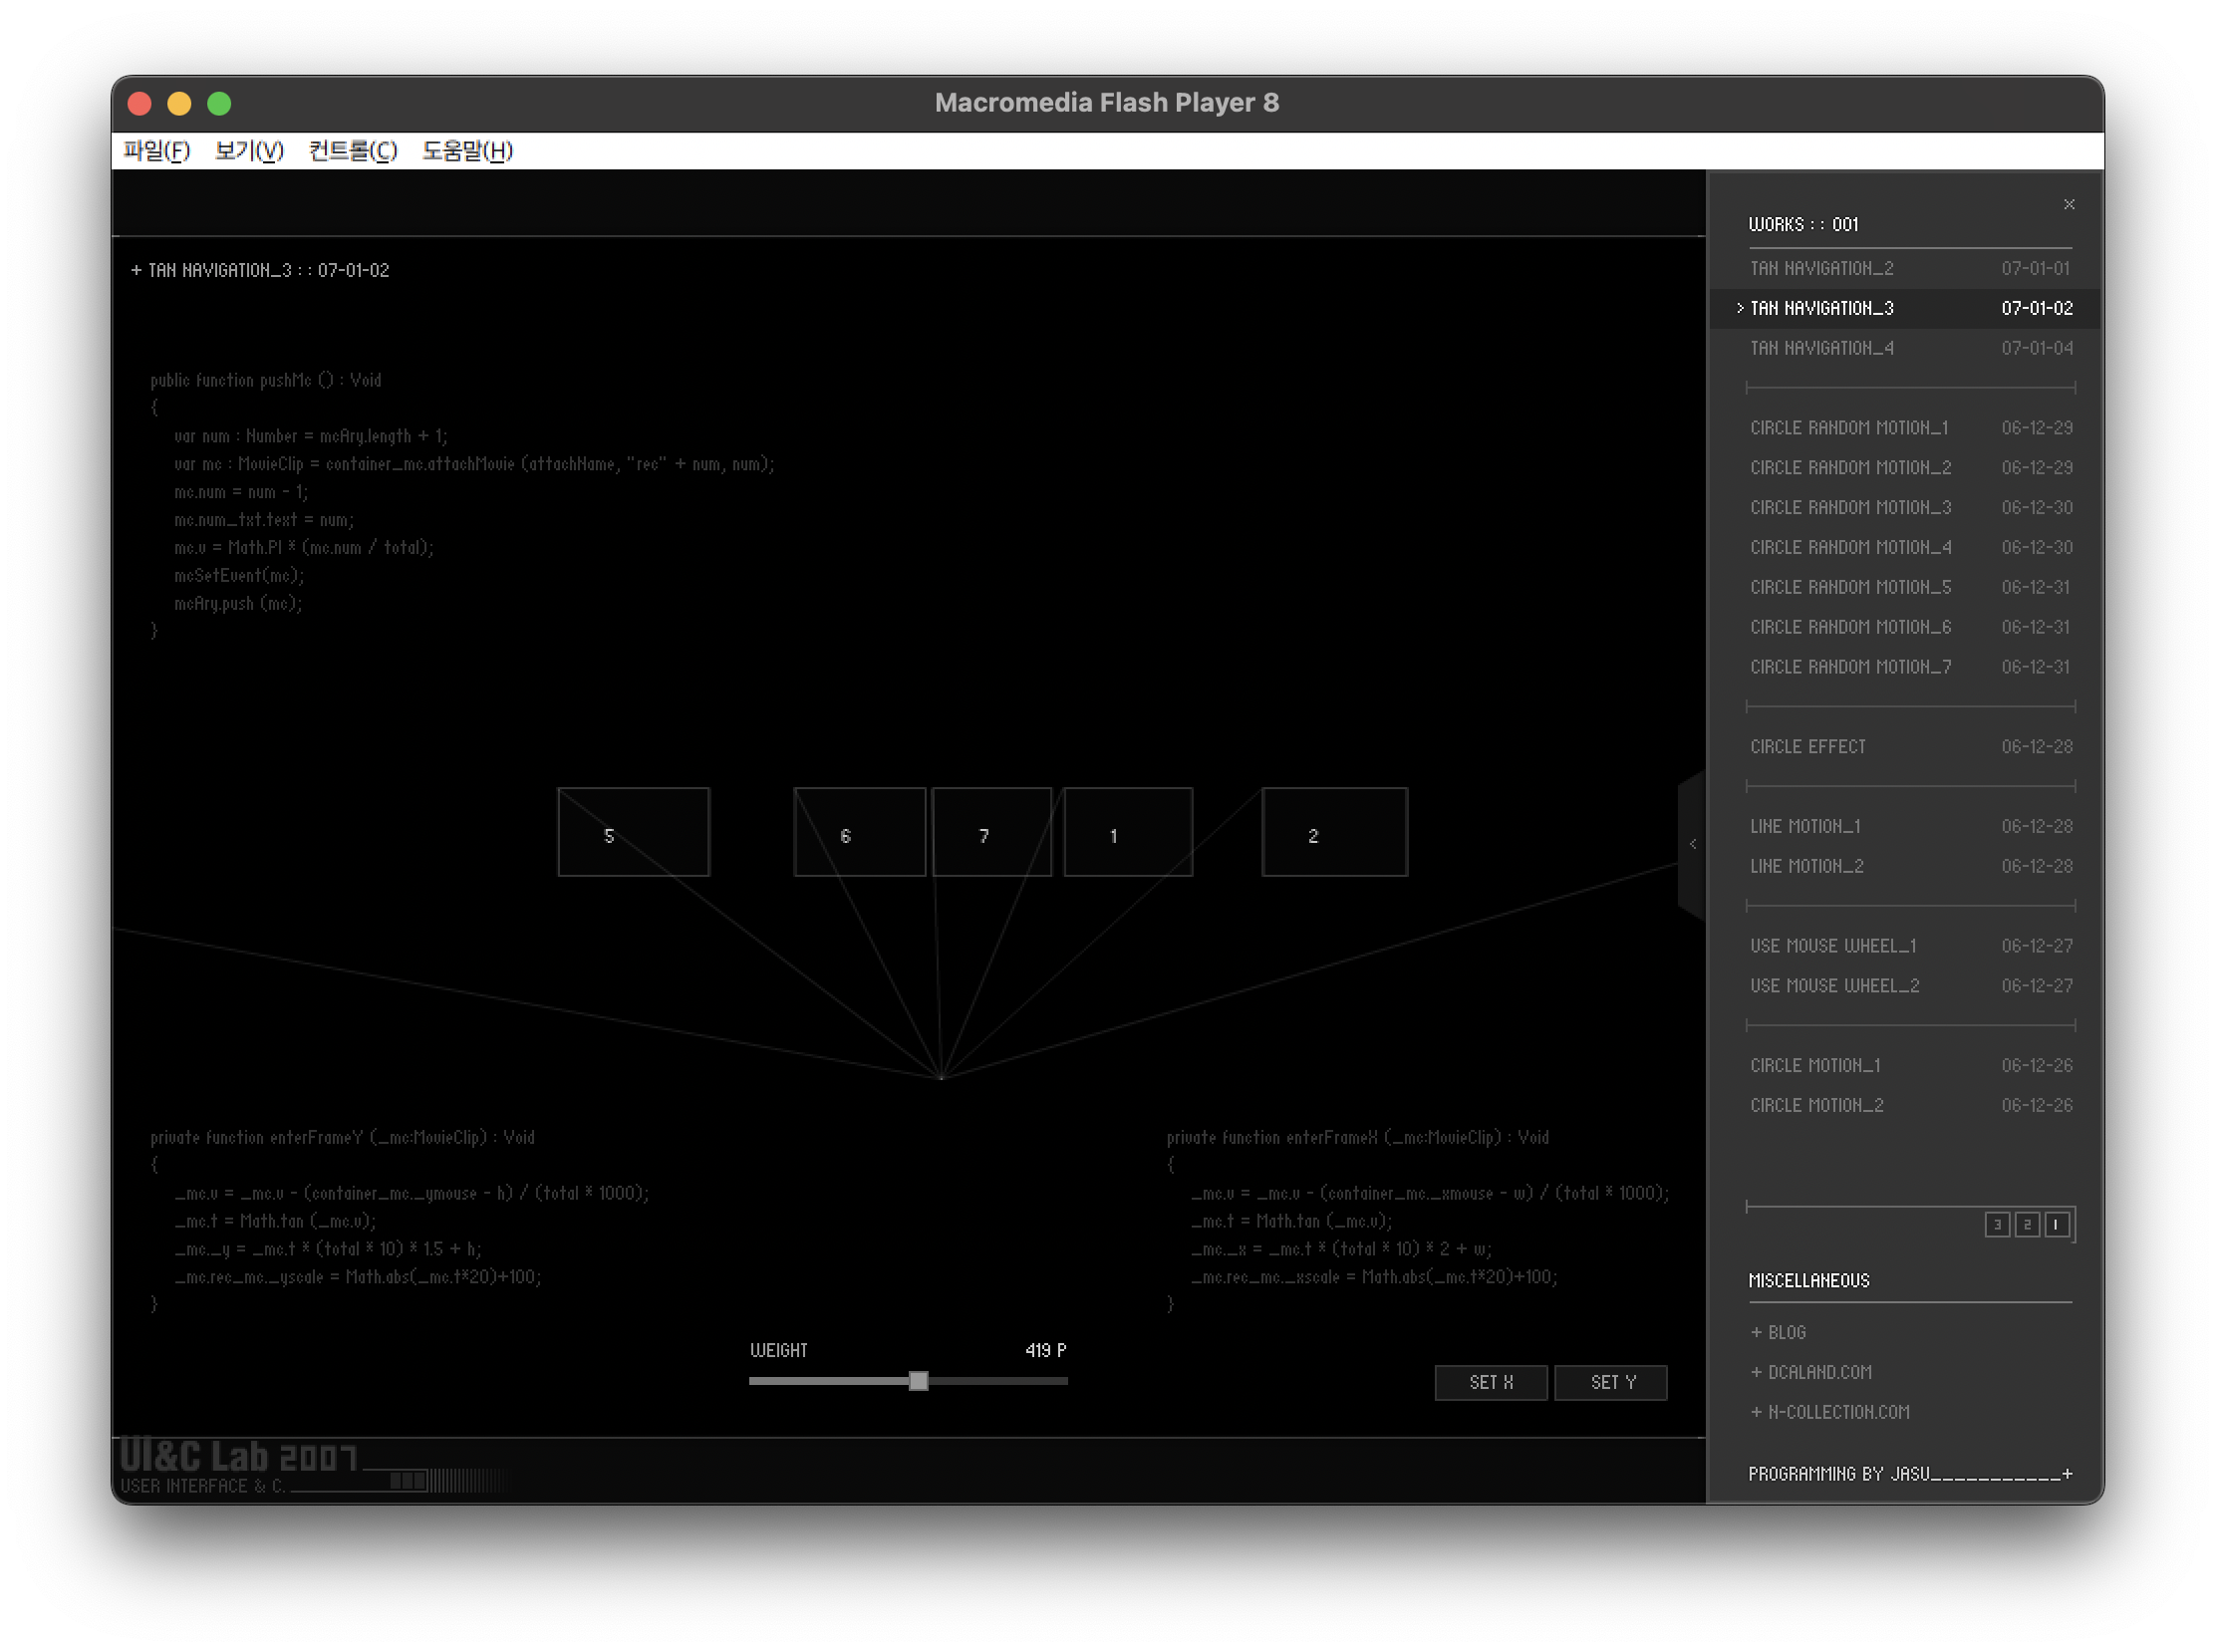 Macromedia Flash Player 8
파일(F) 보기(V) 컨트롤(C) 도움말(H)
+ TAN NAVIGATION_3 :: 07-01-02
public function pushMc () : Void
{
var num : Number = mcAry.length + 1;
var mc : MovieClip = container_mc.attachMovie (attachName, "rec" + num, num);
mc.num = num - 1;
mc.num_txt.text = num;
mc.v = Math.PI * (mc.num / total);
mcSetEvent(mc);
mcAry.push (mc);
}
5 6 7 1 2
<
private function enterFrameY (_mc:MovieClip) : Void
{
_mc.v = _mc.v - (container_mc._ymouse - h) / (total * 1000);
_mc.t = Math.tan (_mc.v);
_mc._y = _mc.t * (total * 10) * 1.5 + h;
_mc.rec_mc._yscale = Math.abs(_mc.t*20)+100;
}
private function enterFrameX (_mc:MovieClip) : Void
{
_mc.v = _mc.v - (container_mc._xmouse - w) / (total * 1000);
_mc.t = Math.tan (_mc.v);
_mc._x = _mc.t * (total * 10) * 2 + w;
_mc.rec_mc._xscale = Math.abs(_mc.t*20)+100;
}
WEIGHT 419 P
SET X SET Y
UI&C Lab 2007
USER INTERFACE & C.
×
WORKS :: 001
TAN NAVIGATION_2 07-01-01
> TAN NAVIGATION_3 07-01-02
TAN NAVIGATION_4 07-01-04
CIRCLE RANDOM MOTION_1 06-12-29
CIRCLE RANDOM MOTION_2 06-12-29
CIRCLE RANDOM MOTION_3 06-12-30
CIRCLE RANDOM MOTION_4 06-12-30
CIRCLE RANDOM MOTION_5 06-12-31
CIRCLE RANDOM MOTION_6 06-12-31
CIRCLE RANDOM MOTION_7 06-12-31
CIRCLE EFFECT 06-12-28
LINE MOTION_1 06-12-28
LINE MOTION_2 06-12-28
USE MOUSE WHEEL_1 06-12-27
USE MOUSE WHEEL_2 06-12-27
CIRCLE MOTION_1 06-12-26
CIRCLE MOTION_2 06-12-26
3 2 1
MISCELLANEOUS
+ BLOG
+ DCALAND.COM
+ N-COLLECTION.COM
PROGRAMMING BY JASU___________+